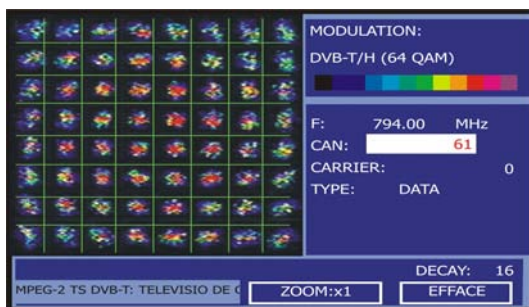 MODULATION:
DVB-T/H (64 QAM)
F: 794.00 MHz
CAN: 61
CARRIER: 0
TYPE: DATA
DECAY: 16
MPEG-2 TS DVB-T: TELEVISIO DE
ZOOM:x1
EFFACE